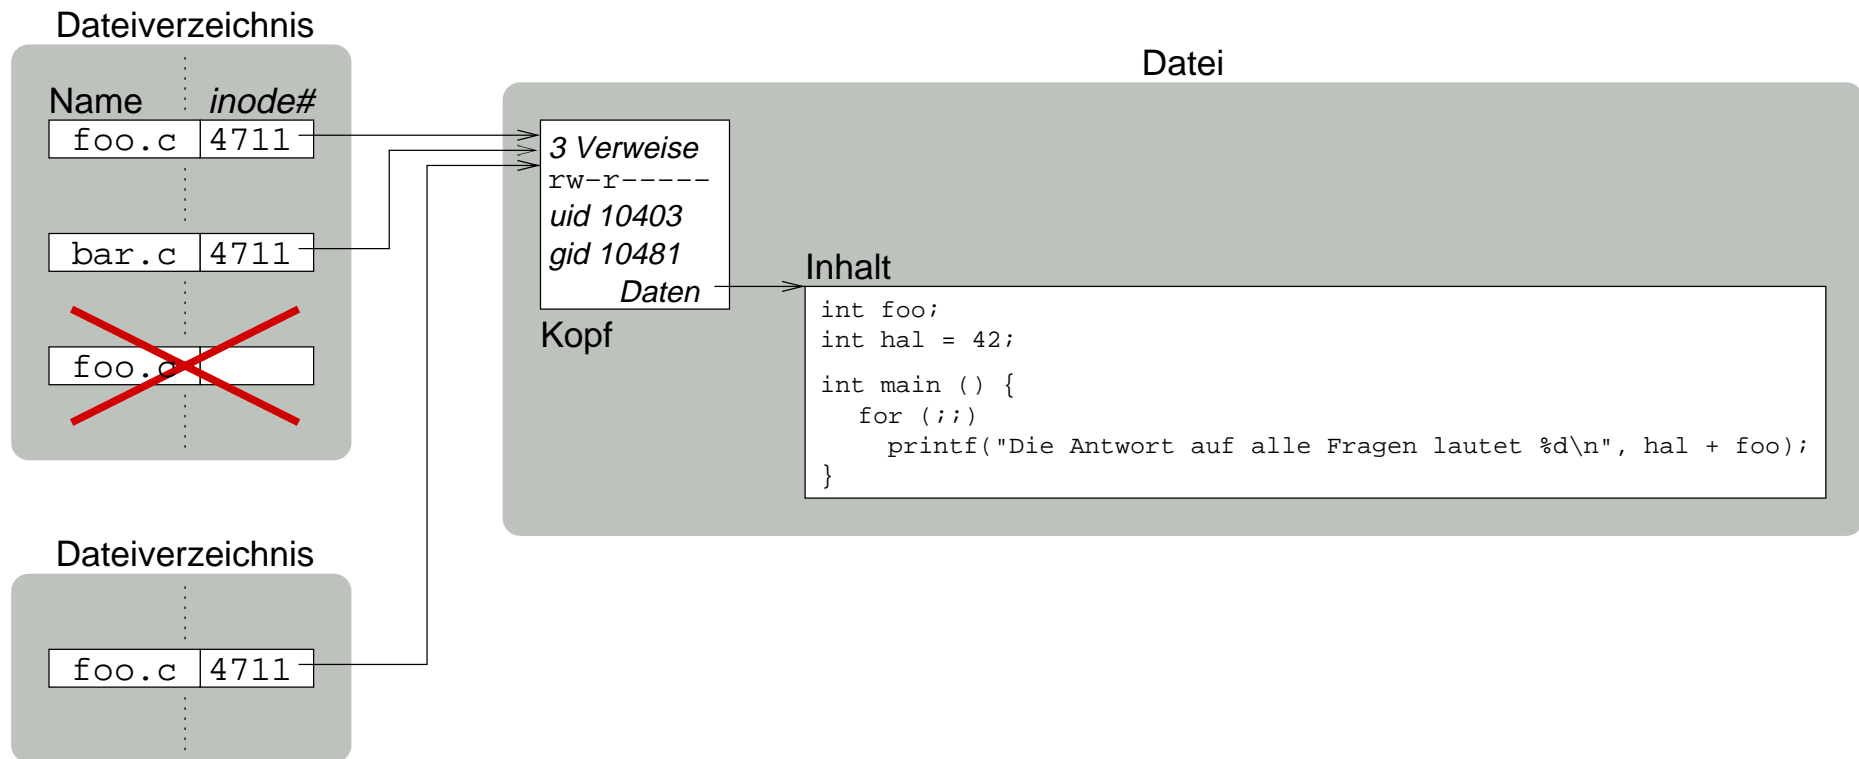 Dateiverzeichnis
Name inode#
foo.c 4711
bar.c 4711
foo.c
Dateiverzeichnis
foo.c 4711
Datei
3 Verweise
rw-r-----
uid 10403
gid 10481
Daten
Kopf
Inhalt
int foo;
int hal = 42;
int main () {
for (;;)
printf("Die Antwort auf alle Fragen lautet %d\n", hal + foo);
}